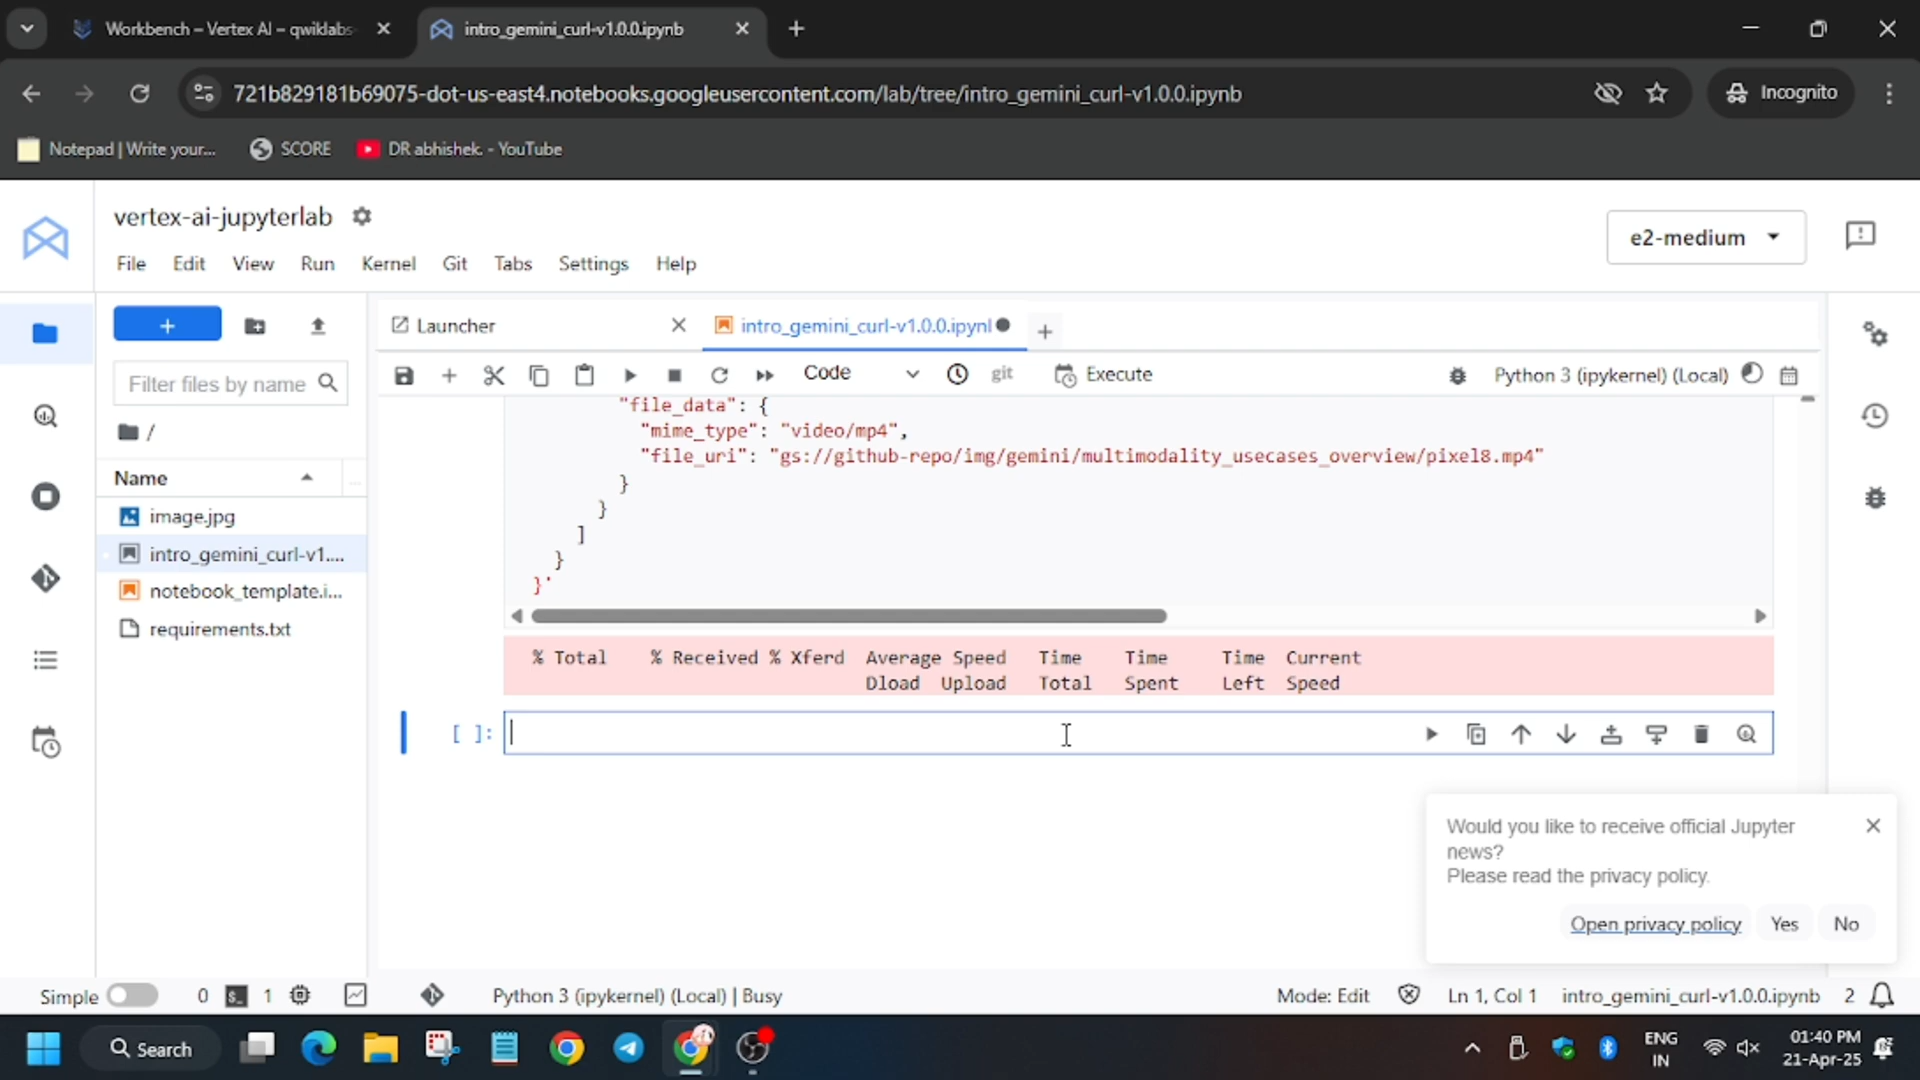 Workbench – Vertex AI – qwiklabs-
intro_gemini_curl-v1.0.0.ipynb
721b829181b69075-dot-us-east4.notebooks.googleusercontent.com/lab/tree/intro_gemini_curl-v1.0.0.ipynb
Incognito
Notepad | Write your...
SCORE
DR abhishek. - YouTube
vertex-ai-jupyterlab
e2-medium
File Edit View Run Kernel Git Tabs Settings Help
+
Launcher
intro_gemini_curl-v1.0.0.ipynl
Filter files by name
Code
git
Execute
Python 3 (ipykernel) (Local)
/
Name
image.jpg
intro_gemini_curl-v1....
notebook_template.i...
requirements.txt
"file_data": {
"mime_type": "video/mp4",
"file_uri": "gs://github-repo/img/gemini/multimodality_usecases_overview/pixel8.mp4"
}
}
]
}
}'
% Total % Received % Xferd Average Speed Time Time Time Current
Dload Upload Total Spent Left Speed
[ ]:
Would you like to receive official Jupyter
news?
Please read the privacy policy.
Open privacy policy Yes No
Simple 0 $_ 1 Python 3 (ipykernel) (Local) | Busy Mode: Edit Ln 1, Col 1 intro_gemini_curl-v1.0.0.ipynb 2
Search
ENG
IN
01:40 PM
21-Apr-25